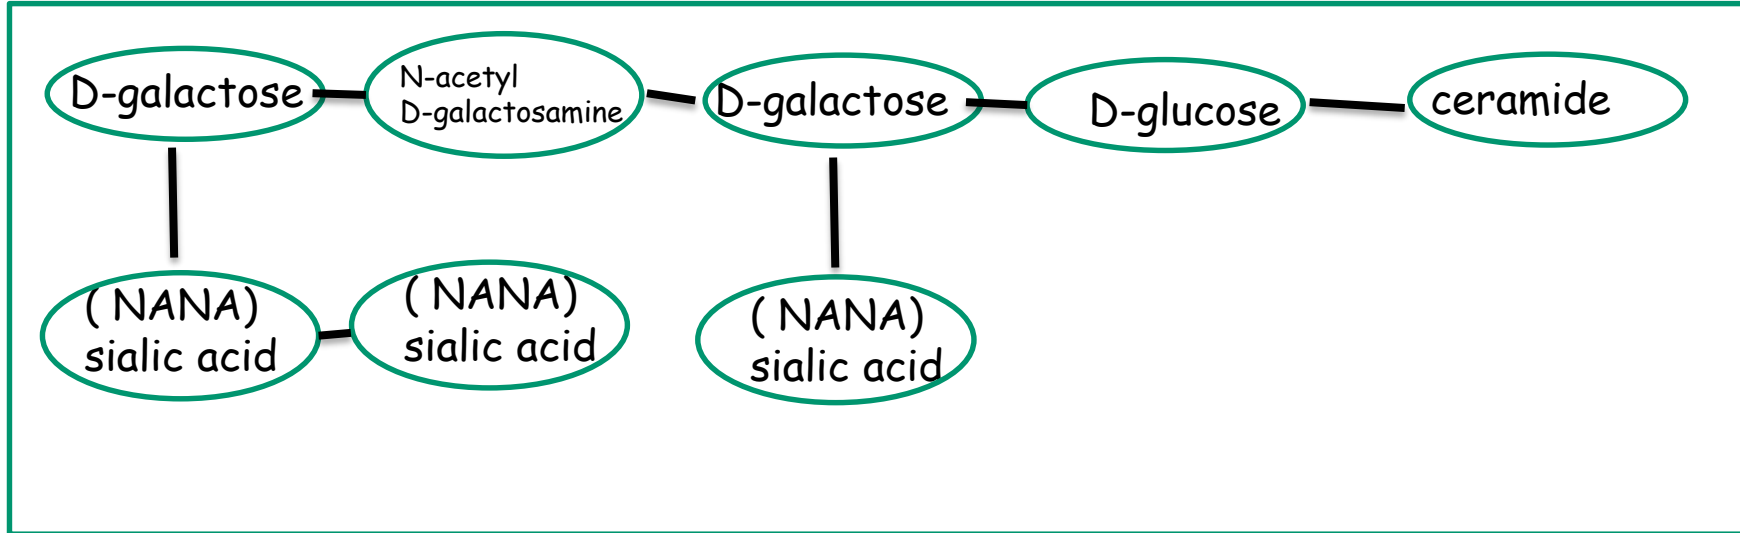 D-galactose
N-acetyl
D-galactosamine
D-galactose
D-glucose
ceramide
( NANA)
sialic acid
( NANA)
sialic acid
( NANA)
sialic acid